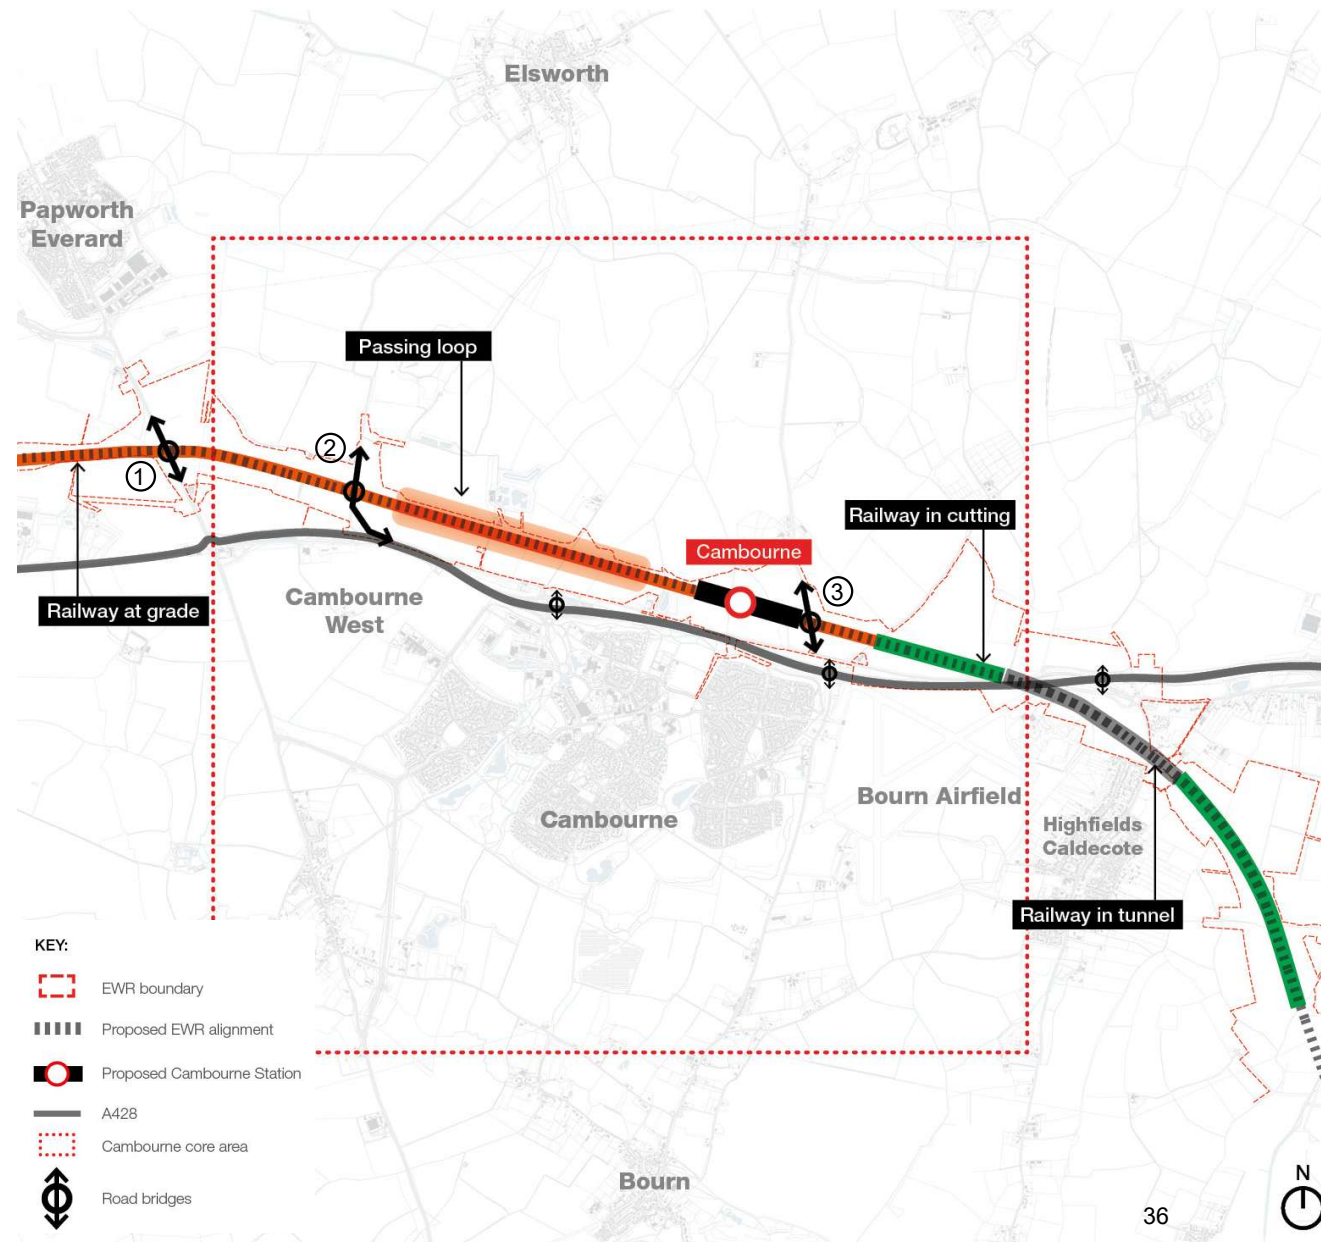 Elsworth
Papworth
Everard
Passing loop
②
①
Railway in cutting
Cambourne
③
Cambourne
West
Railway at grade
Bourn Airfield
Cambourne
Highfields
Caldecote
Railway in tunnel
KEY:
EWR boundary
Proposed EWR alignment
Proposed Cambourne Station
A428
Cambourne core area
Road bridges
Bourn
N
36